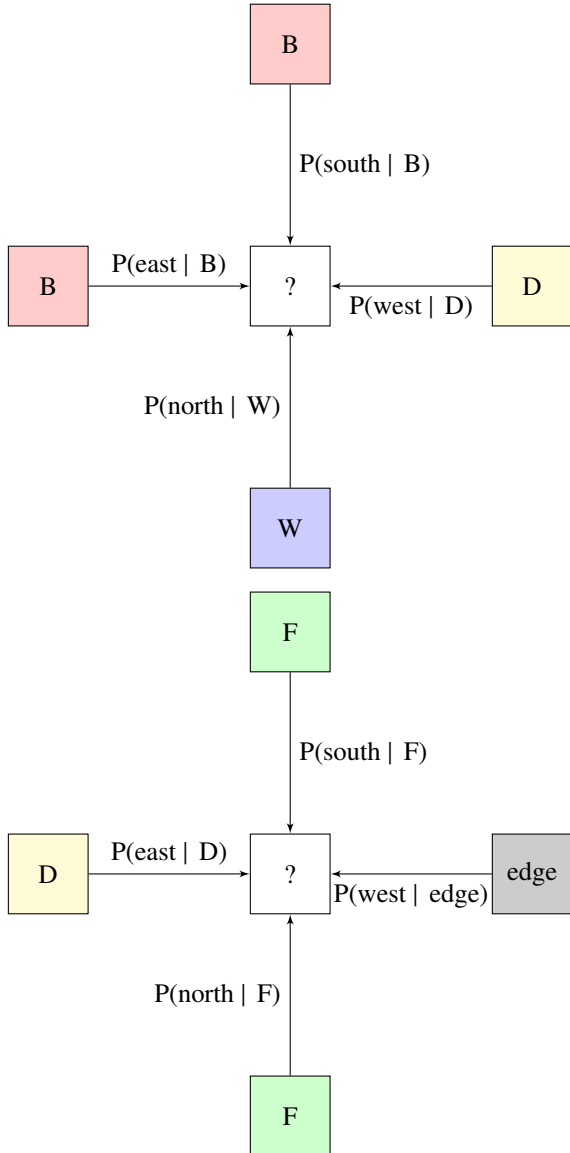 B
P(south | B)
B
P(east | B)
?
P(west | D)
D
P(north | W)
W
F
P(south | F)
D
P(east | D)
?
P(west | edge)
edge
P(north | F)
F